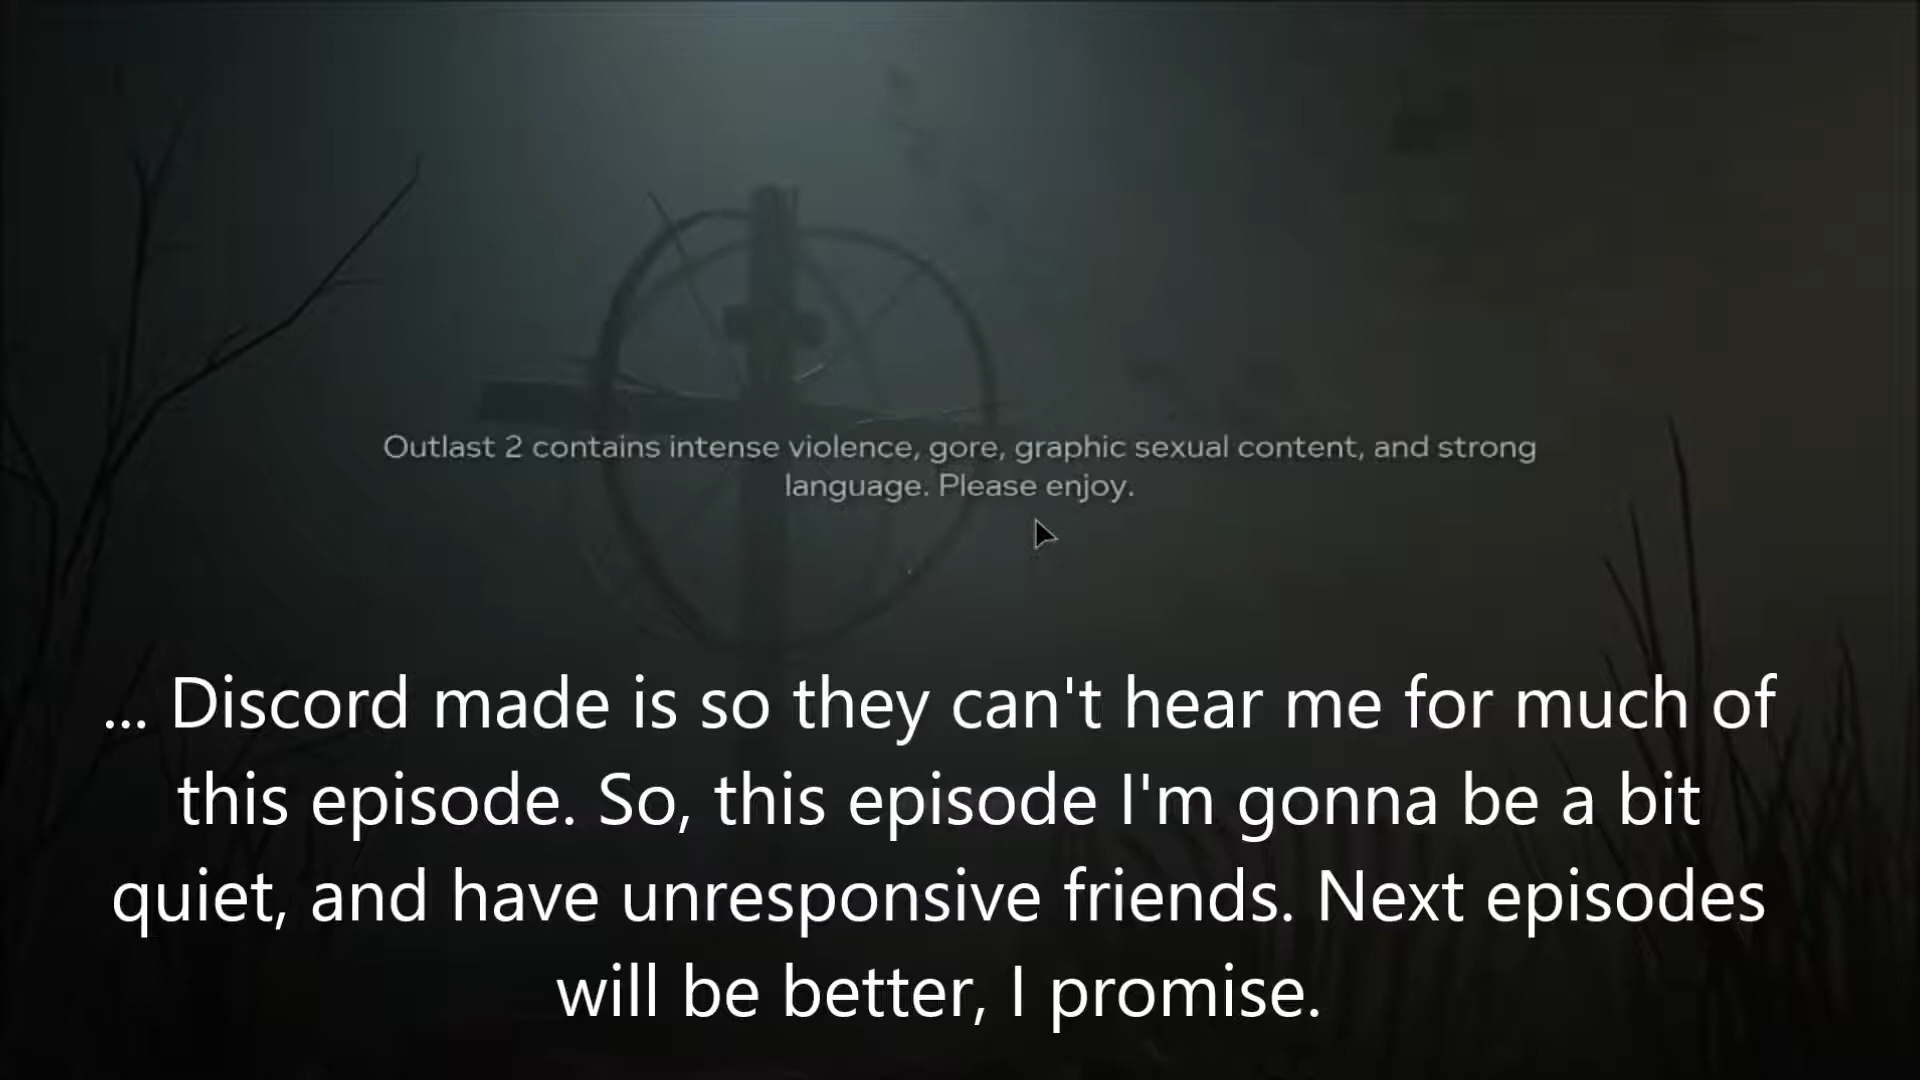 Outlast 2 contains intense violence, gore, graphic sexual content, and strong
language. Please enjoy.
... Discord made is so they can't hear me for much of
this episode. So, this episode I'm gonna be a bit
quiet, and have unresponsive friends. Next episodes
will be better, I promise.